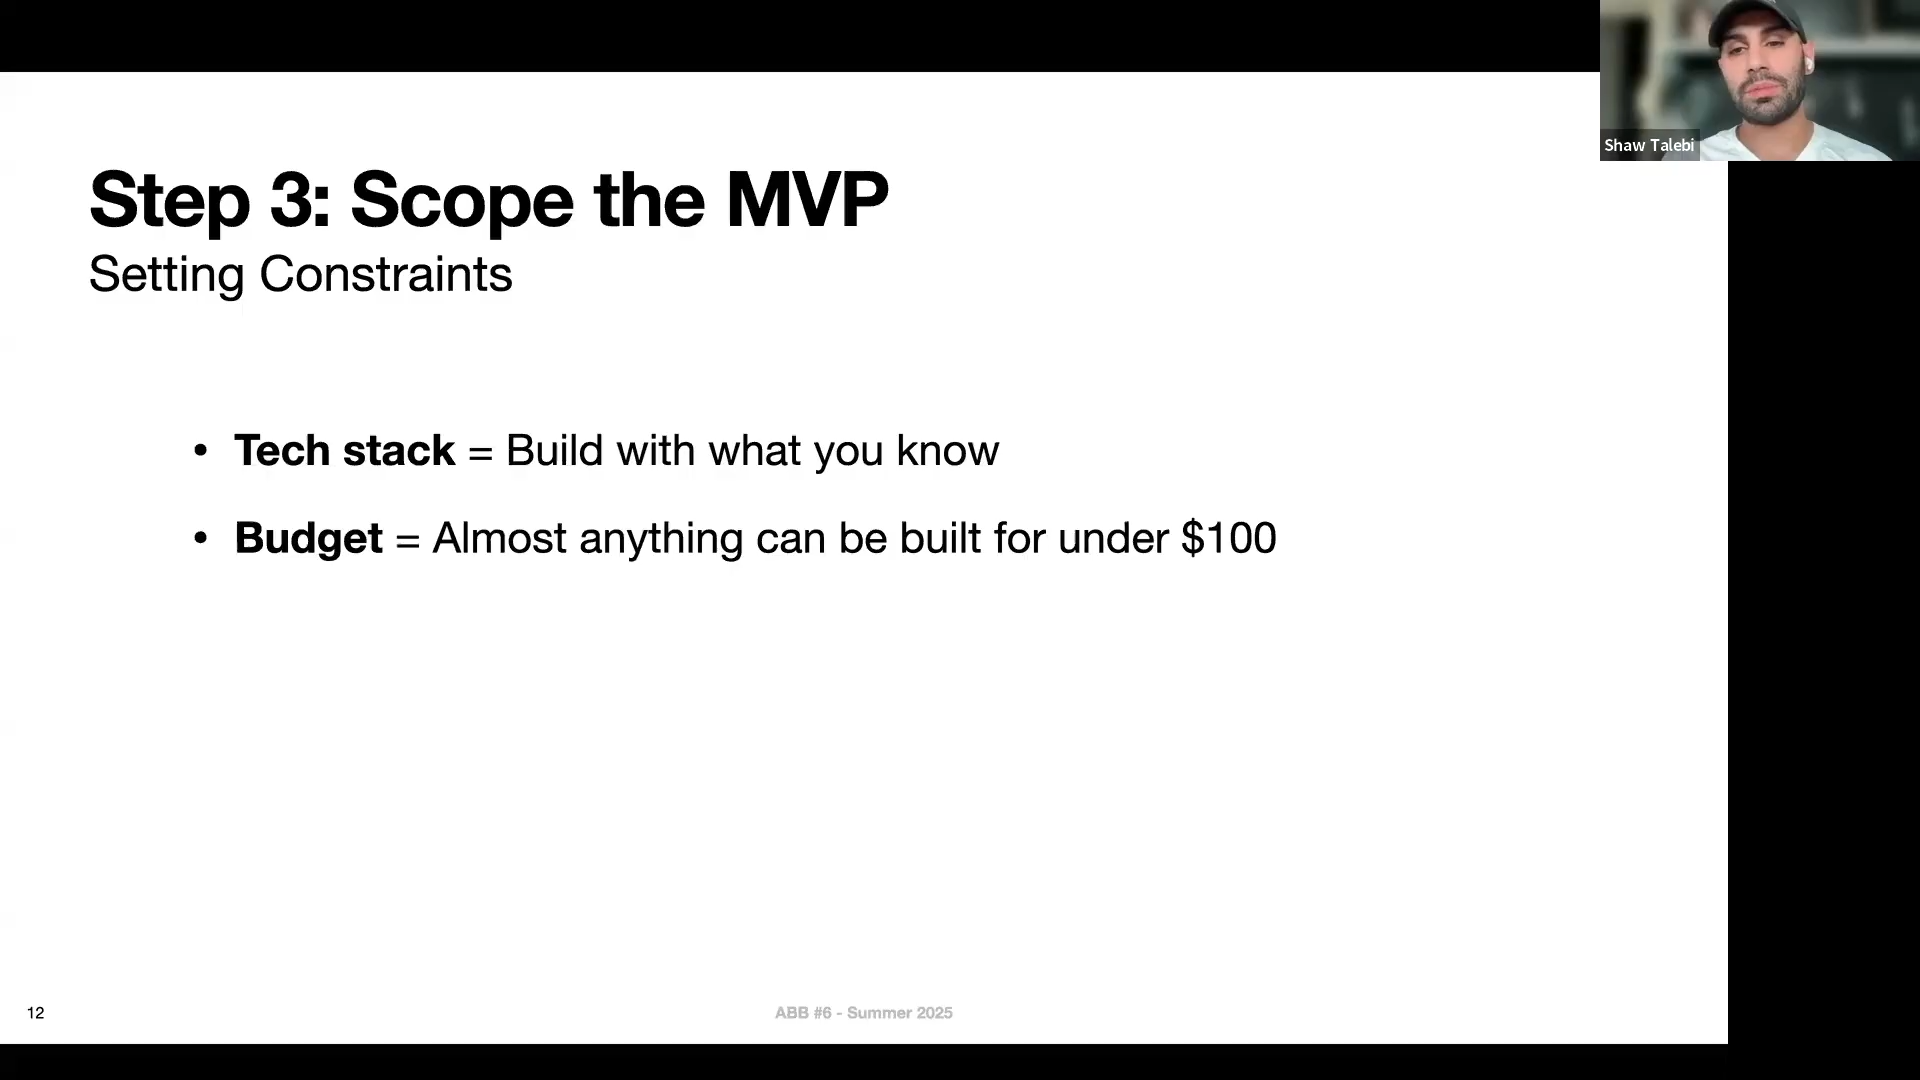 Shaw Talebi
Step 3: Scope the MVP
Setting Constraints
• Tech stack = Build with what you know
• Budget = Almost anything can be built for under $100
12
ABB #6 - Summer 2025